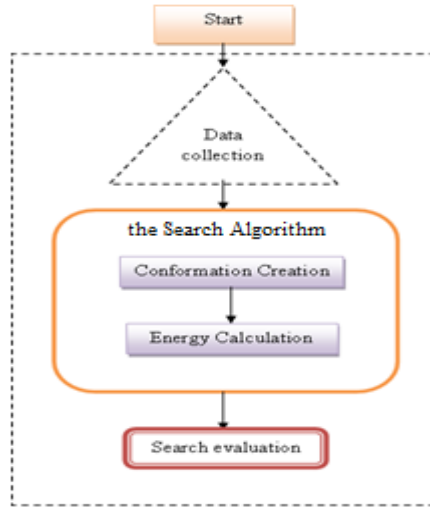 Start
Data
collection
the Search Algorithm
Conformation Creation
Energy Calculation
Search evaluation